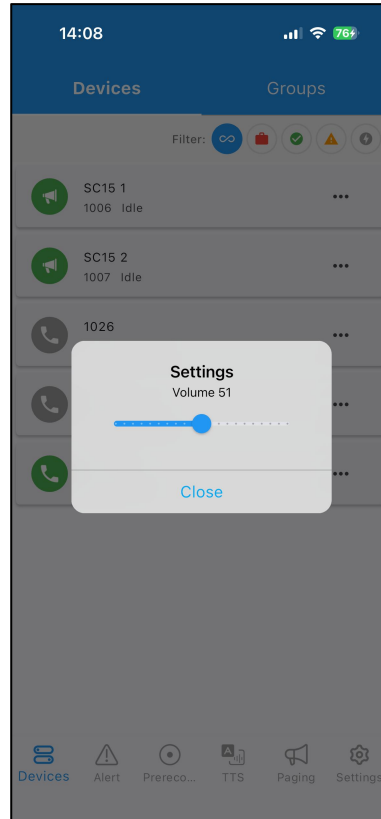 14:08
76
Devices
Groups
Filter:
SC15 1
1006 Idle
SC15 2
1007 Idle
1026
Settings
Volume 51
Close
Devices
Alert
Prereco...
TTS
Paging
Settings